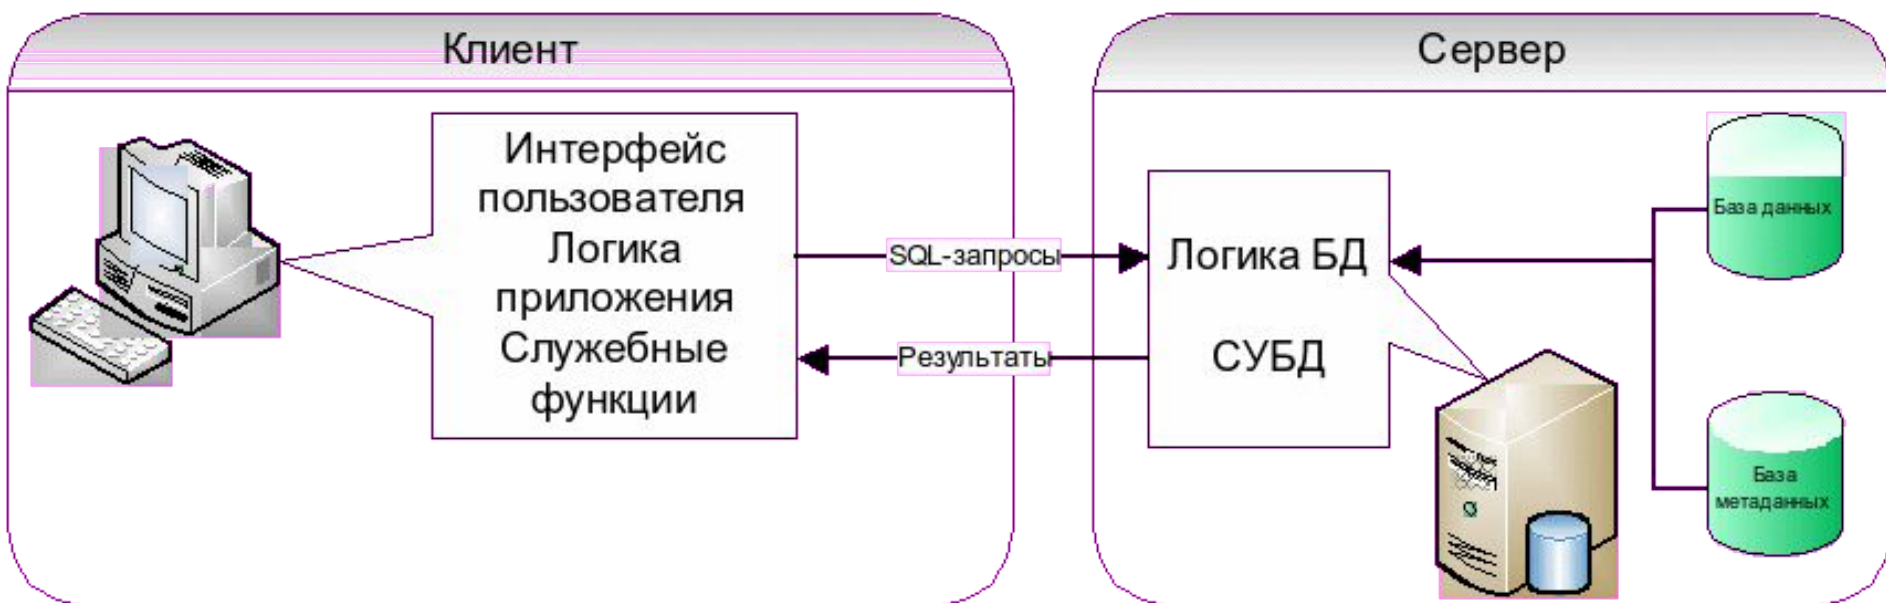 Клиент
Интерфейс
пользователя
Логика
приложения
Служебные
функции
SQL-запросы
Результаты
Сервер
Логика БД
СУБД
База данных
База
метаданных